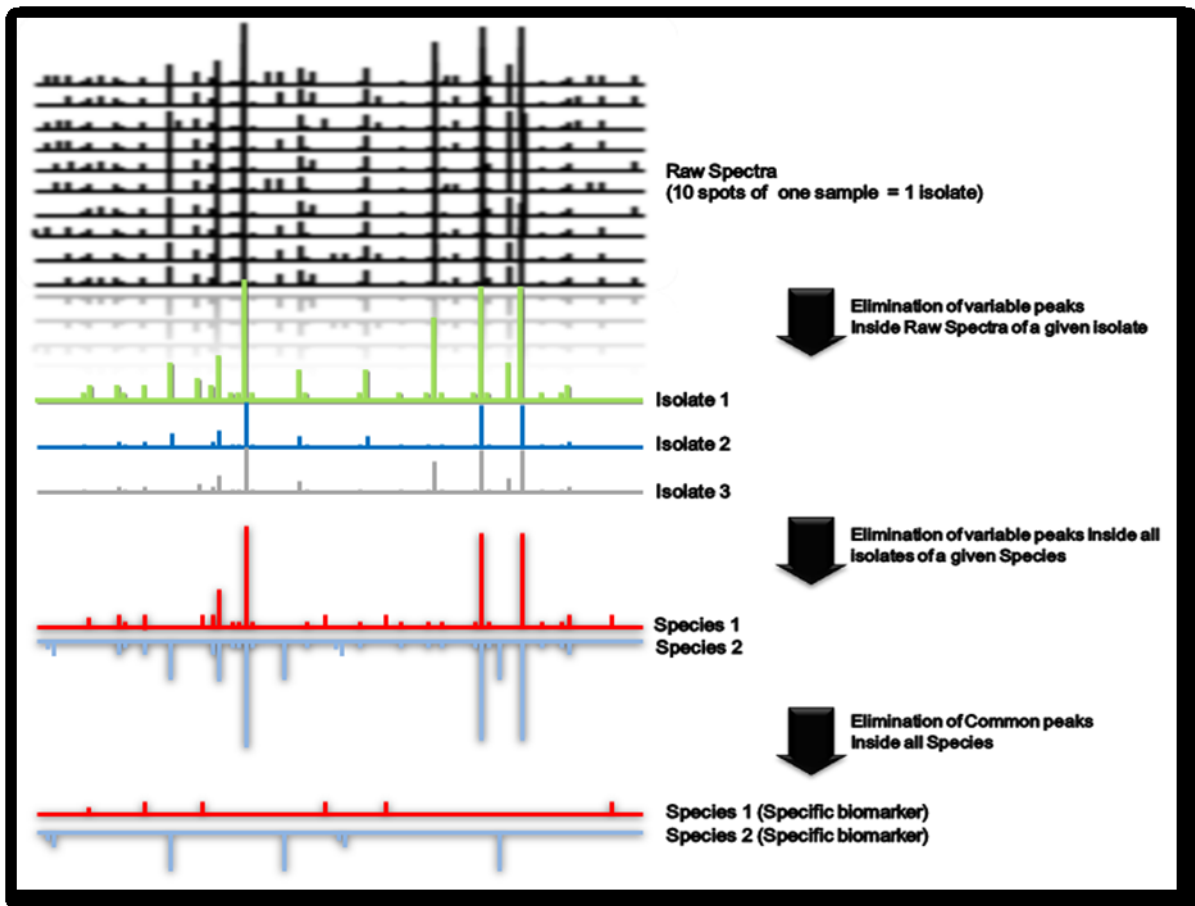 Raw Spectra
(10 spots of one sample = 1 isolate)
Elimination of variable peaks
Inside Raw Spectra of a given isolate
Isolate 1
Isolate 2
Isolate 3
Elimination of variable peaks Inside all
isolates of a given Species
Species 1
Species 2
Elimination of Common peaks
Inside all Species
Species 1 (Specific biomarker)
Species 2 (Specific biomarker)